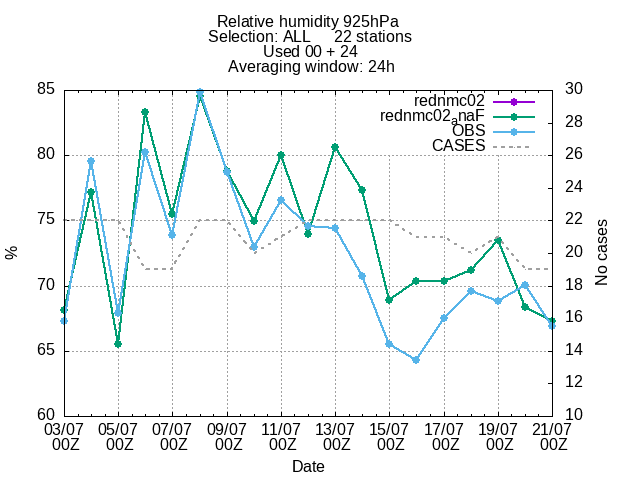 Relative humidity 925hPa
Selection: ALL 22 stations
Used 00 + 24
Averaging window: 24h
rednmc02
rednmc02anaF
OBS
CASES
85
80
75
70
65
60
%
30
28
26
24
22
20
18
16
14
12
10
No cases
03/07 05/07 07/07 09/07 11/07 13/07 15/07 17/07 19/07 21/07
00Z 00Z 00Z 00Z 00Z 00Z 00Z 00Z 00Z 00Z
Date